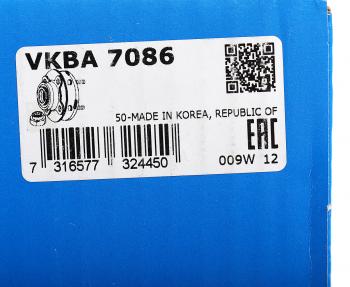 VKBA 7086
50-MADE IN KOREA, REPUBLIC OF
EAC
7 316577 324450
009W 12